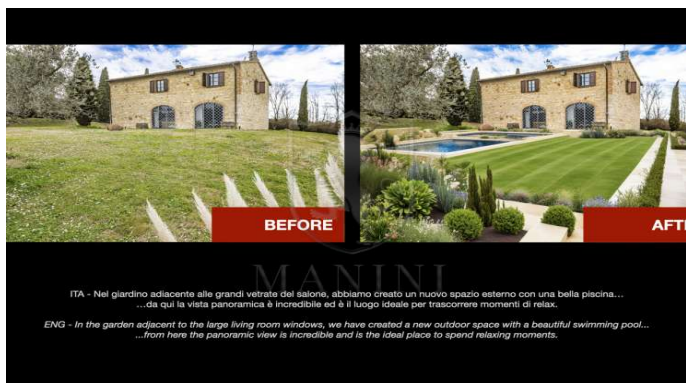 BEFORE
AFT
MANINI
ITA - Nel giardino adiacente alle grandi vetrate del salone, abbiamo creato un nuovo spazio esterno con una bella piscina...
...da qui la vista panoramica è incredibile ed è il luogo ideale per trascorrere momenti di relax.
ENG - In the garden adjacent to the large living room windows, we have created a new outdoor space with a beautiful swimming pool...
...from here the panoramic view is incredible and is the ideal place to spend relaxing moments.